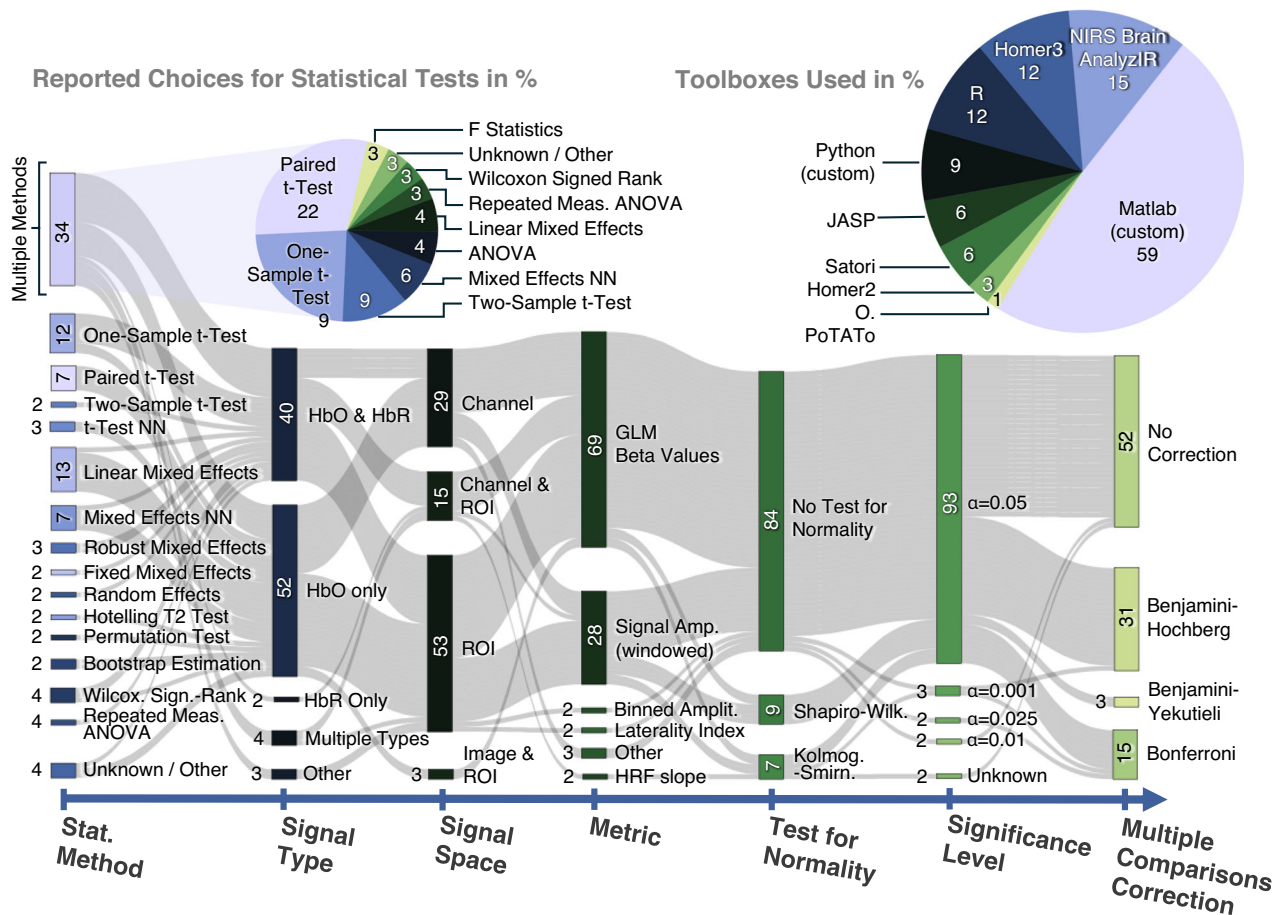 Reported Choices for Statistical Tests in %
Toolboxes Used in %
Multiple Methods
34
Paired
t-Test
22
One-
Sample t-
Test
9
9
6
4
4
3
3
3
3
F Statistics
Unknown / Other
Wilcoxon Signed Rank
Repeated Meas. ANOVA
Linear Mixed Effects
ANOVA
Mixed Effects NN
Two-Sample t-Test
NIRS Brain
AnalyzIR
15
Homer3
12
R
12
Python
(custom)
9
JASP
6
Satori
6
Homer2
3
O.
PoTATo
1
Matlab
(custom)
59
12 One-Sample t-Test
7 Paired t-Test
2 Two-Sample t-Test
3 t-Test NN
13 Linear Mixed Effects
7 Mixed Effects NN
3 Robust Mixed Effects
2 Fixed Mixed Effects
2 Random Effects
2 Hotelling T2 Test
2 Permutation Test
2 Bootstrap Estimation
4 Wilcox. Sign.-Rank
4 Repeated Meas.
ANOVA
4 Unknown / Other
40 HbO & HbR
52 HbO only
2 HbR Only
4 Multiple Types
3 Other
29 Channel
15 Channel &
ROI
53 ROI
3 Image &
ROI
69 GLM
Beta Values
28 Signal Amp.
(windowed)
2 Binned Amplit.
2 Laterality Index
3 Other
2 HRF slope
84 No Test for
Normality
9 Shapiro-Wilk.
7 Kolmog.
-Smirn.
93 α=0.05
3 α=0.001
2 α=0.025
2 α=0.01
2 Unknown
52 No
Correction
31 Benjamini-
Hochberg
3 Benjamini-
Yekutieli
15 Bonferroni
Stat.
Method
Signal
Type
Signal
Space
Metric
Test for
Normality
Significance
Level
Multiple
Comparisons
Correction